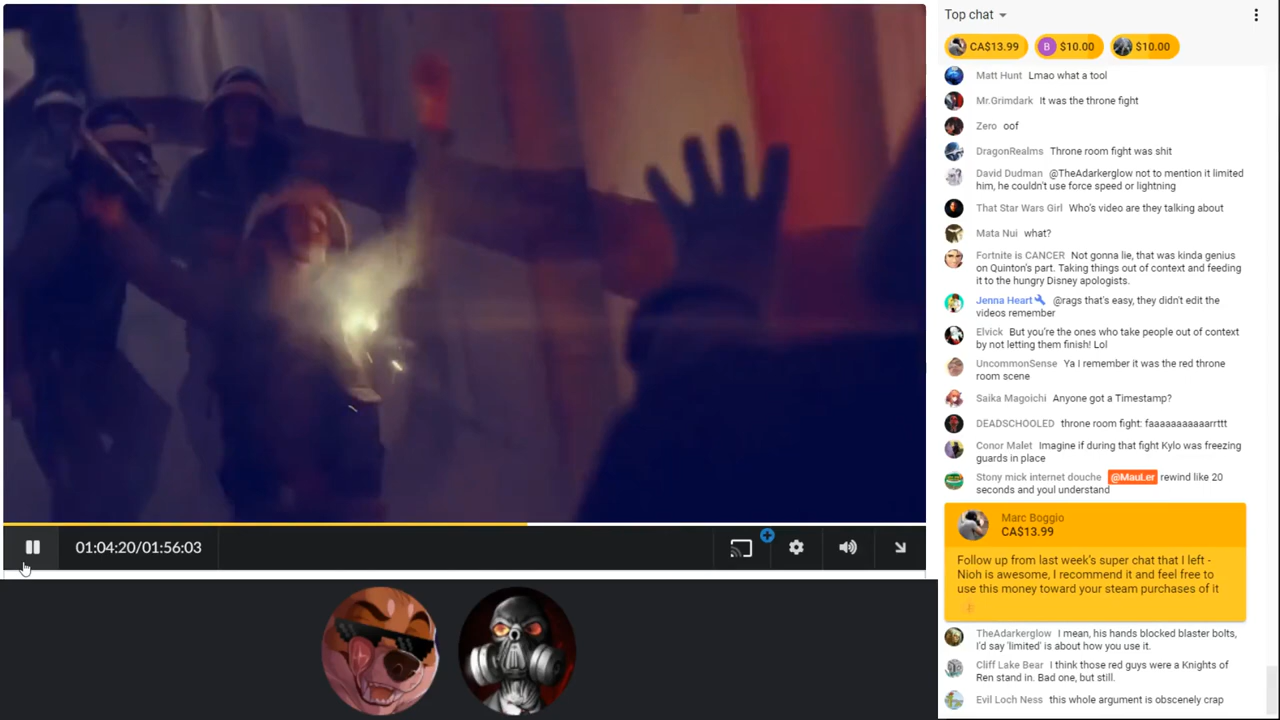 Top chat
CA$13.99
B
$10.00
$10.00
Matt Hunt Lmao what a tool
Mr.Grimdark It was the throne fight
Zero oof
DragonRealms Throne room fight was shit
David Dudman @TheAdarkerglow not to mention it limited
him, he couldn't use force speed or lightning
That Star Wars Girl Who's video are they talking about
Mata Nui what?
Fortnite is CANCER Not gonna lie, that was kinda genius
on Quinton's part. Taking things out of context and feeding
it to the hungry Disney apologists.
Jenna Heart @rags that's easy, they didn't edit the
videos remember
Elvick But you're the ones who take people out of context
by not letting them finish! Lol
UncommonSense Ya I remember it was the red throne
room scene
Saika Magoichi Anyone got a Timestamp?
DEADSCHOOLED throne room fight: faaaaaaaaaarrttt
Conor Malet Imagine if during that fight Kylo was freezing
guards in place
Stony mick internet douche @MauLer rewind like 20
seconds and youl understand
Marc Boggio
CA$13.99
Follow up from last week's super chat that I left -
Nioh is awesome, I recommend it and feel free to
use this money toward your steam purchases of it
TheAdarkerglow I mean, his hands blocked blaster bolts,
I'd say 'limited' is about how you use it.
Cliff Lake Bear I think those red guys were a Knights of
Ren stand in. Bad one, but still.
Evil Loch Ness this whole argument is obscenely crap
01:04:20/01:56:03